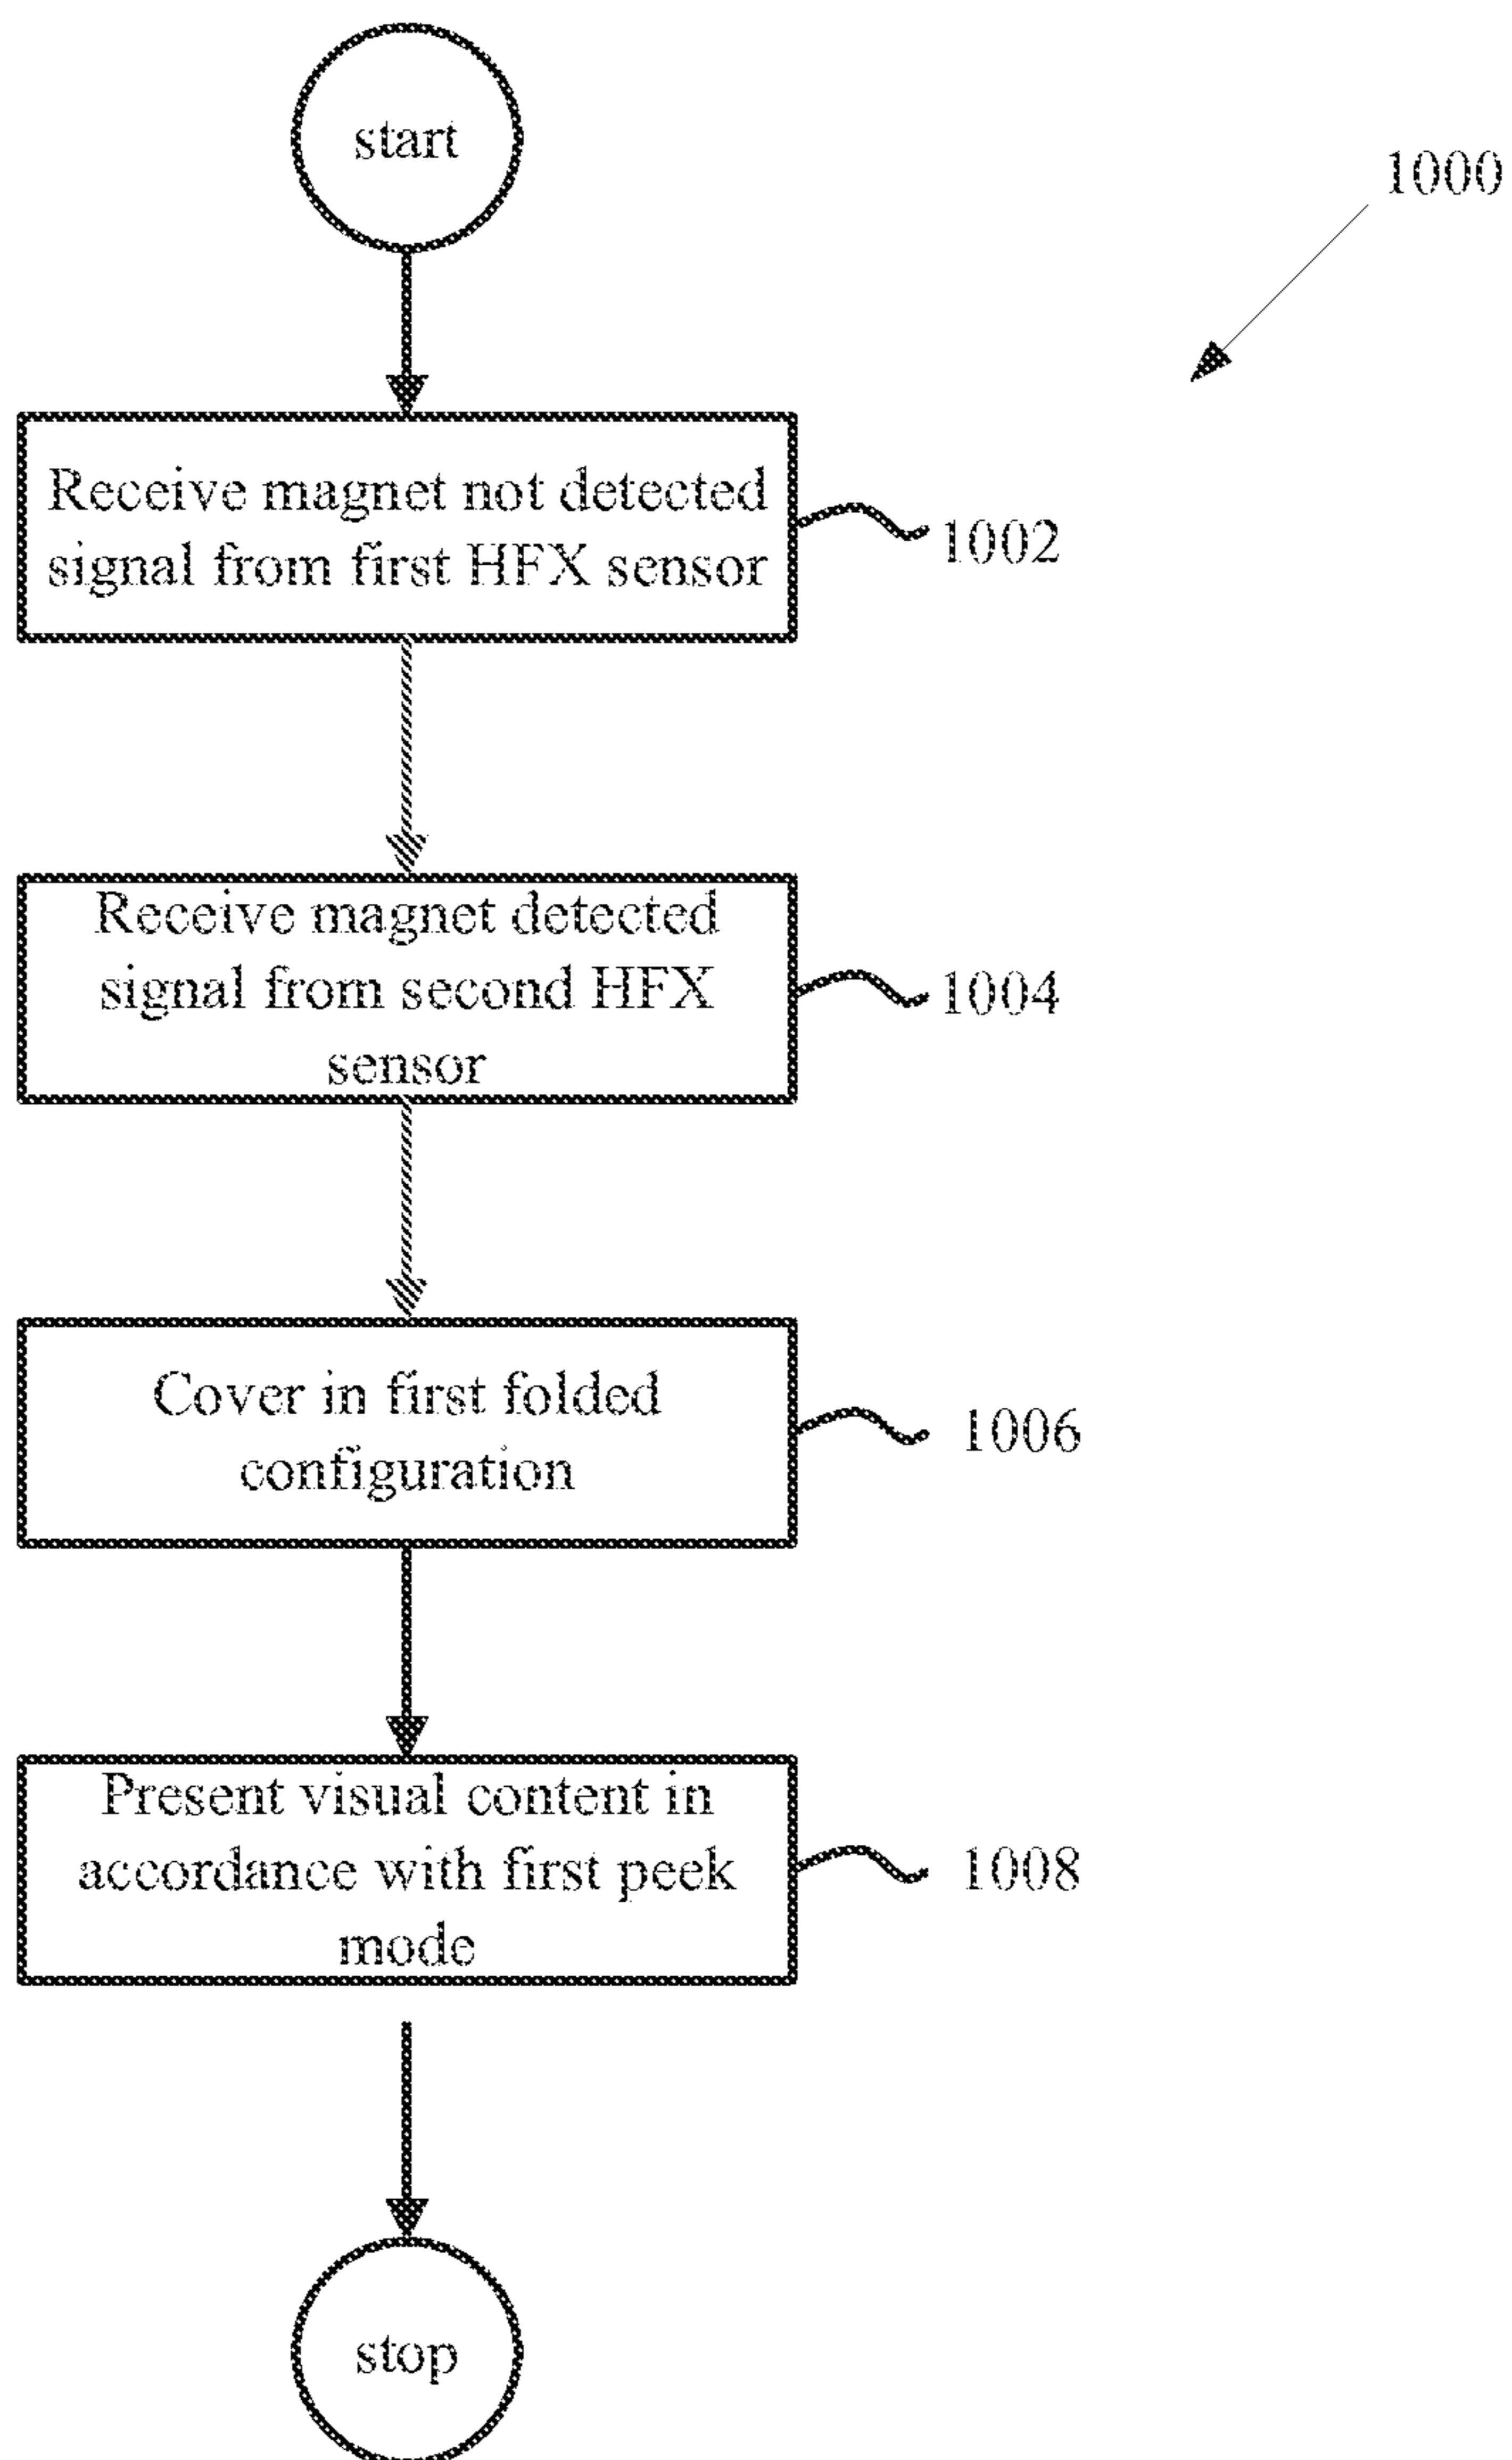 start
1000
Receive magnet not detected
signal from first HFX sensor
1002
Receive magnet detected
signal from second HFX
sensor
1004
Cover in first folded
configuration
1006
Present visual content in
accordance with first peek
mode
1008
stop